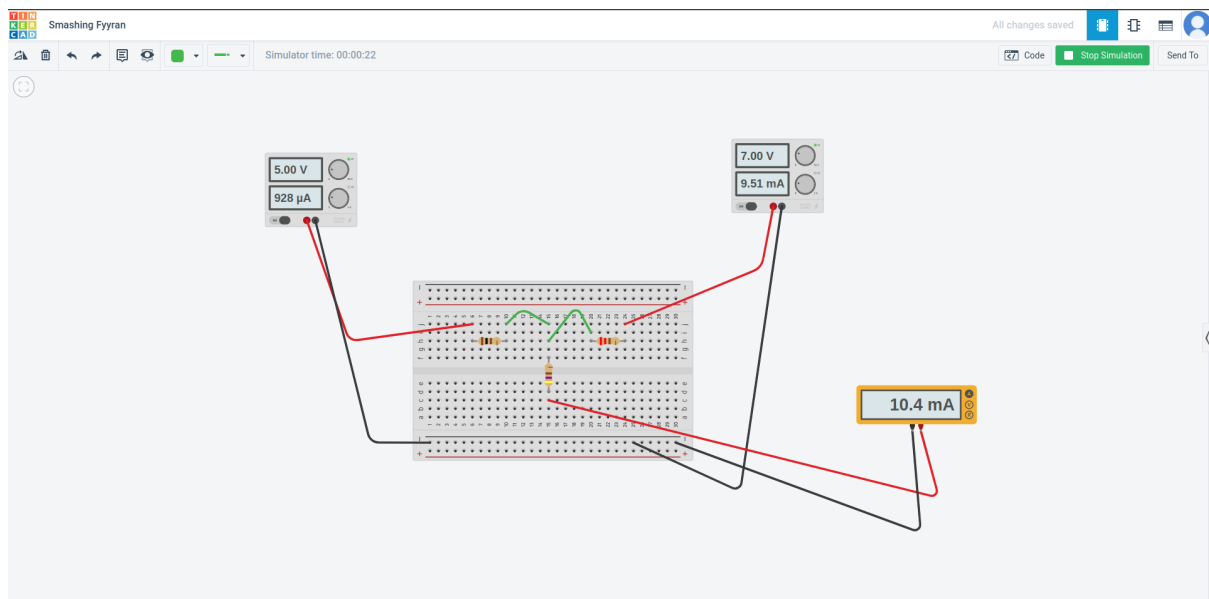 TIN
KER
CAD
Smashing Fyyran
All changes saved
Simulator time: 00:00:22
Code
Stop Simulation
Send To
5.00 V
928 µA
7.00 V
9.51 mA
10.4 mA